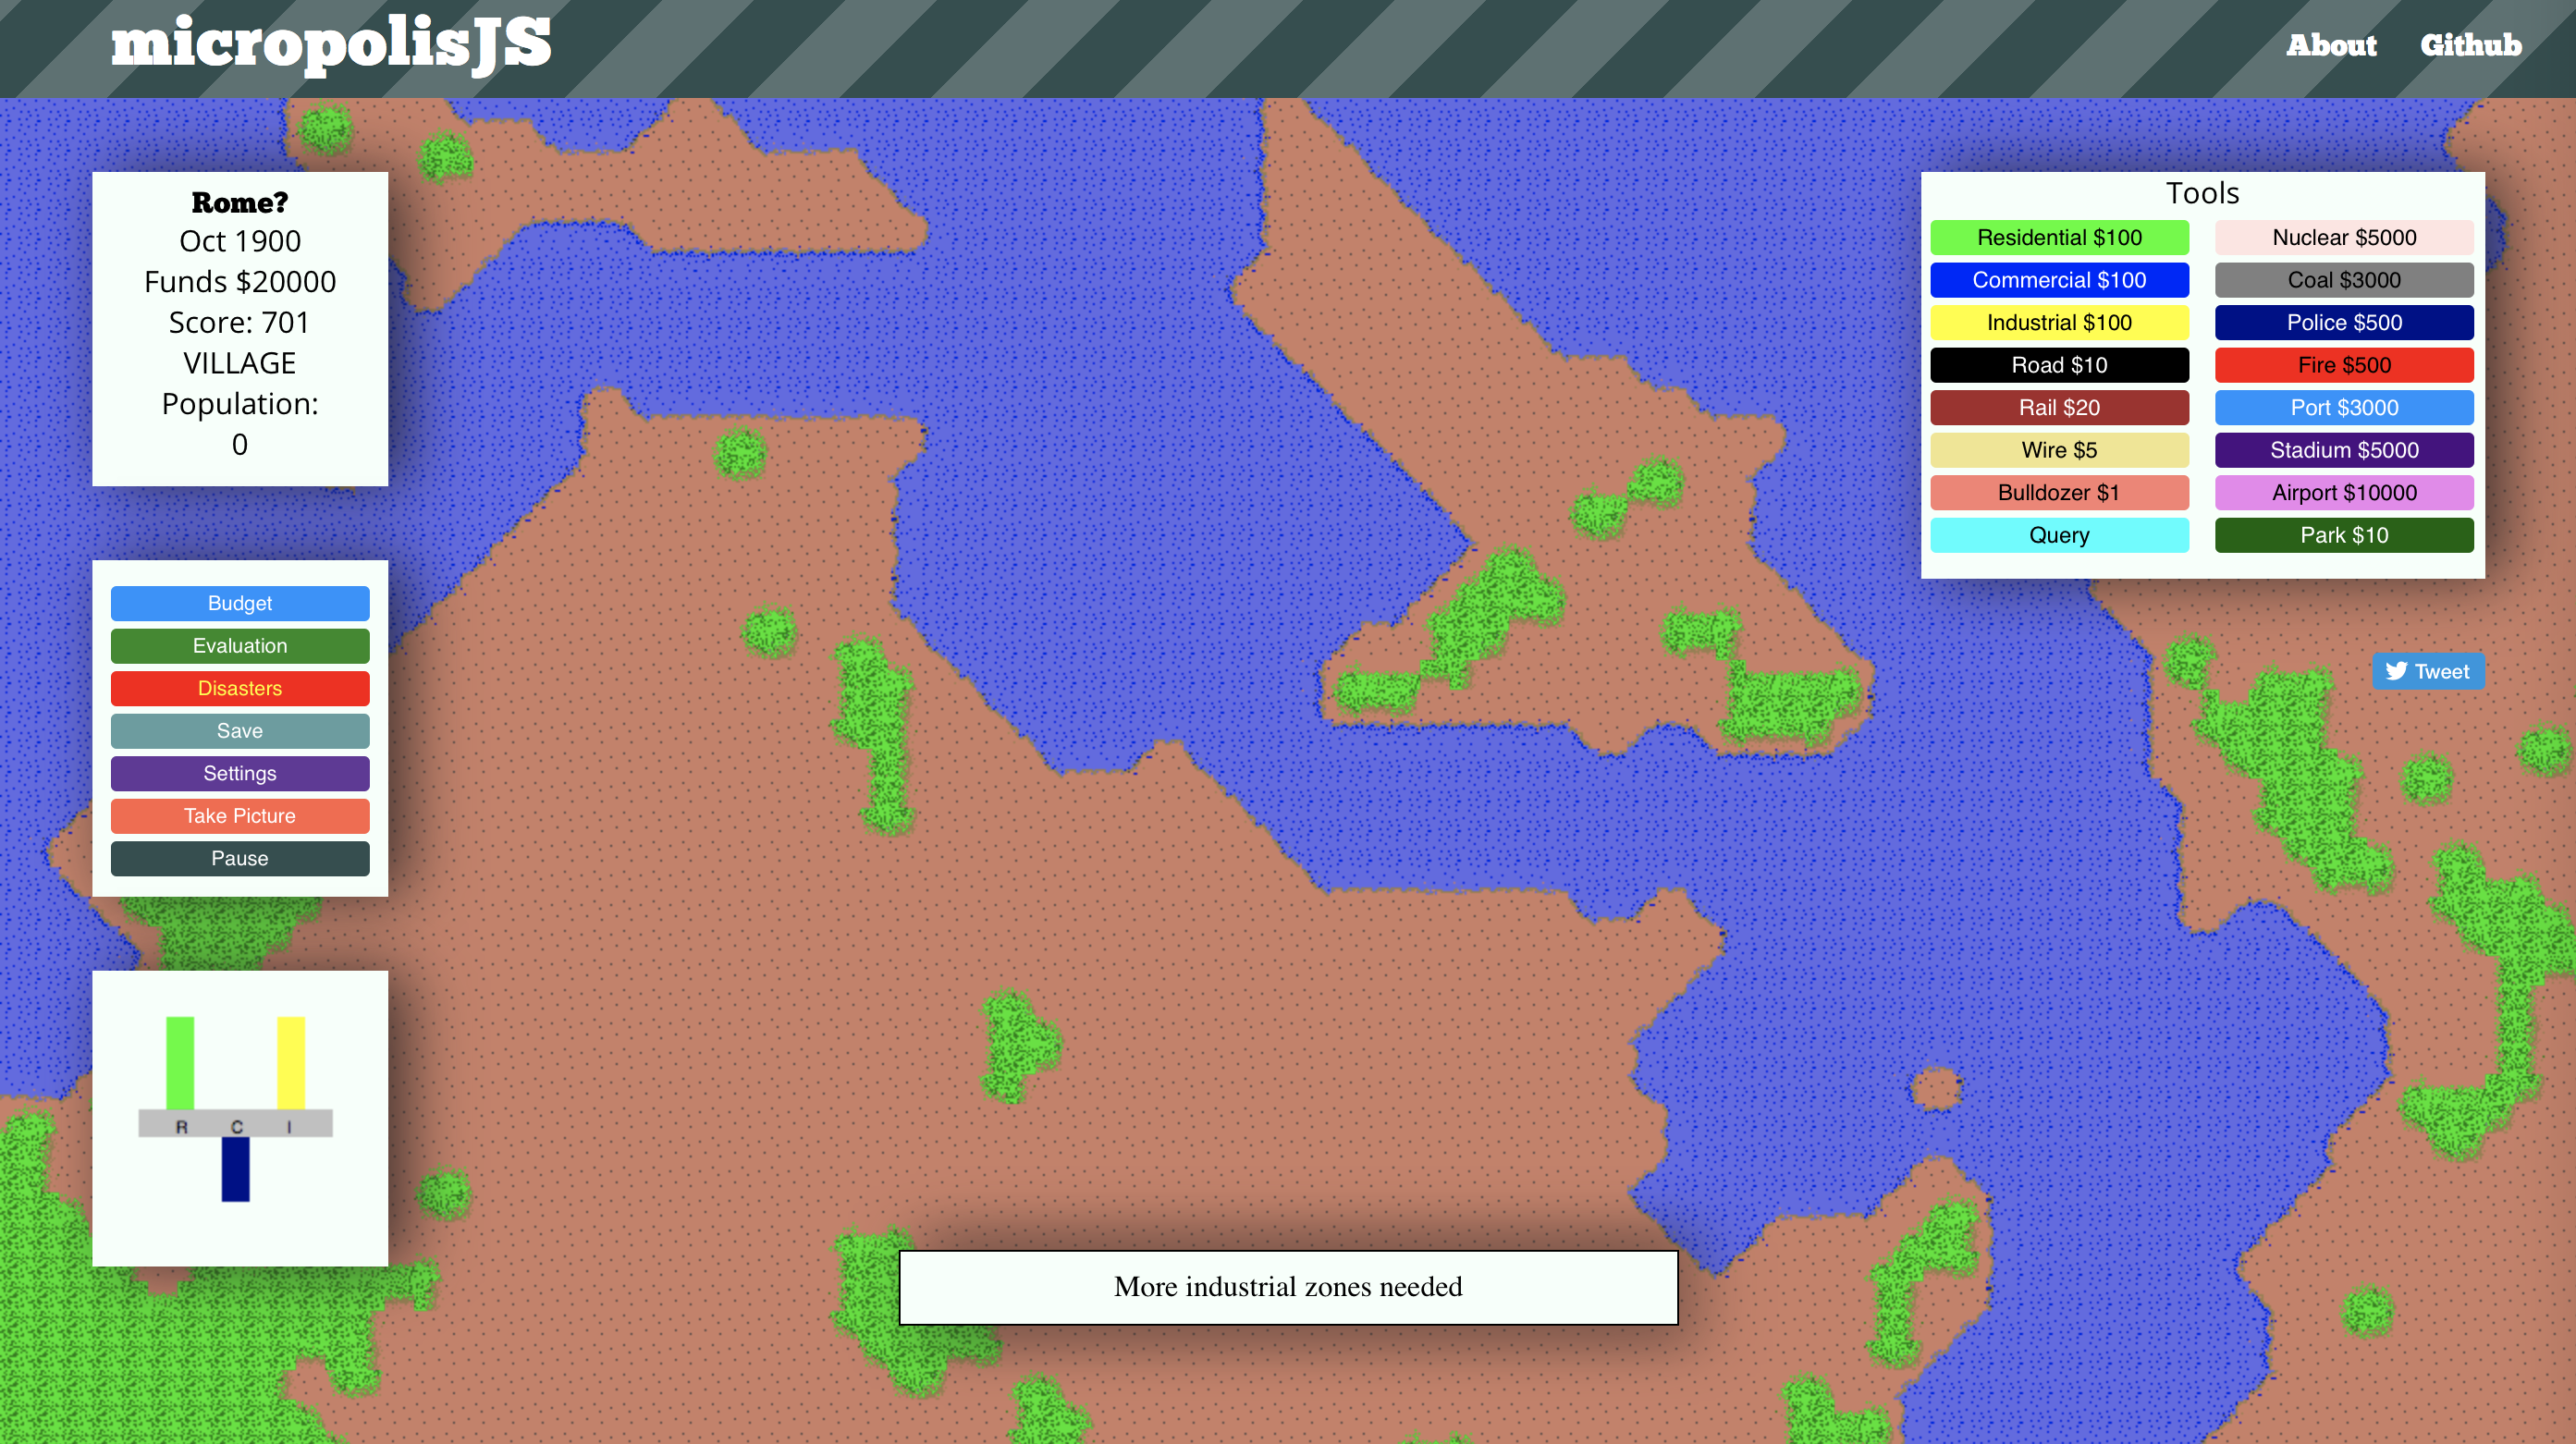 micropolisJS
About
Github
Rome?
Oct 1900
Funds $20000
Score: 701
VILLAGE
Population:
0
Budget
Evaluation
Disasters
Save
Settings
Take Picture
Pause
R C I
Tools
Residential $100
Nuclear $5000
Commercial $100
Coal $3000
Industrial $100
Police $500
Road $10
Fire $500
Rail $20
Port $3000
Wire $5
Stadium $5000
Bulldozer $1
Airport $10000
Query
Park $10
Tweet
More industrial zones needed